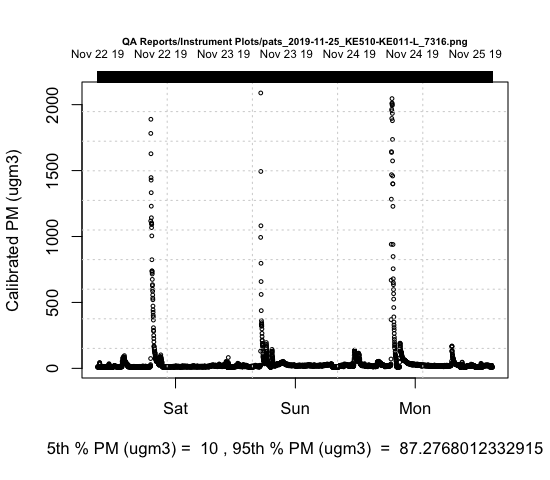 QA Reports/Instrument Plots/pats_2019-11-25_KE510-KE011-L_7316.png
Nov 22 19 Nov 22 19 Nov 23 19 Nov 23 19 Nov 24 19 Nov 24 19 Nov 25 19
Calibrated PM (ugm3)
2000
1500
1000
500
0
Sat Sun Mon
5th % PM (ugm3) = 10 , 95th % PM (ugm3) = 87.2768012332915